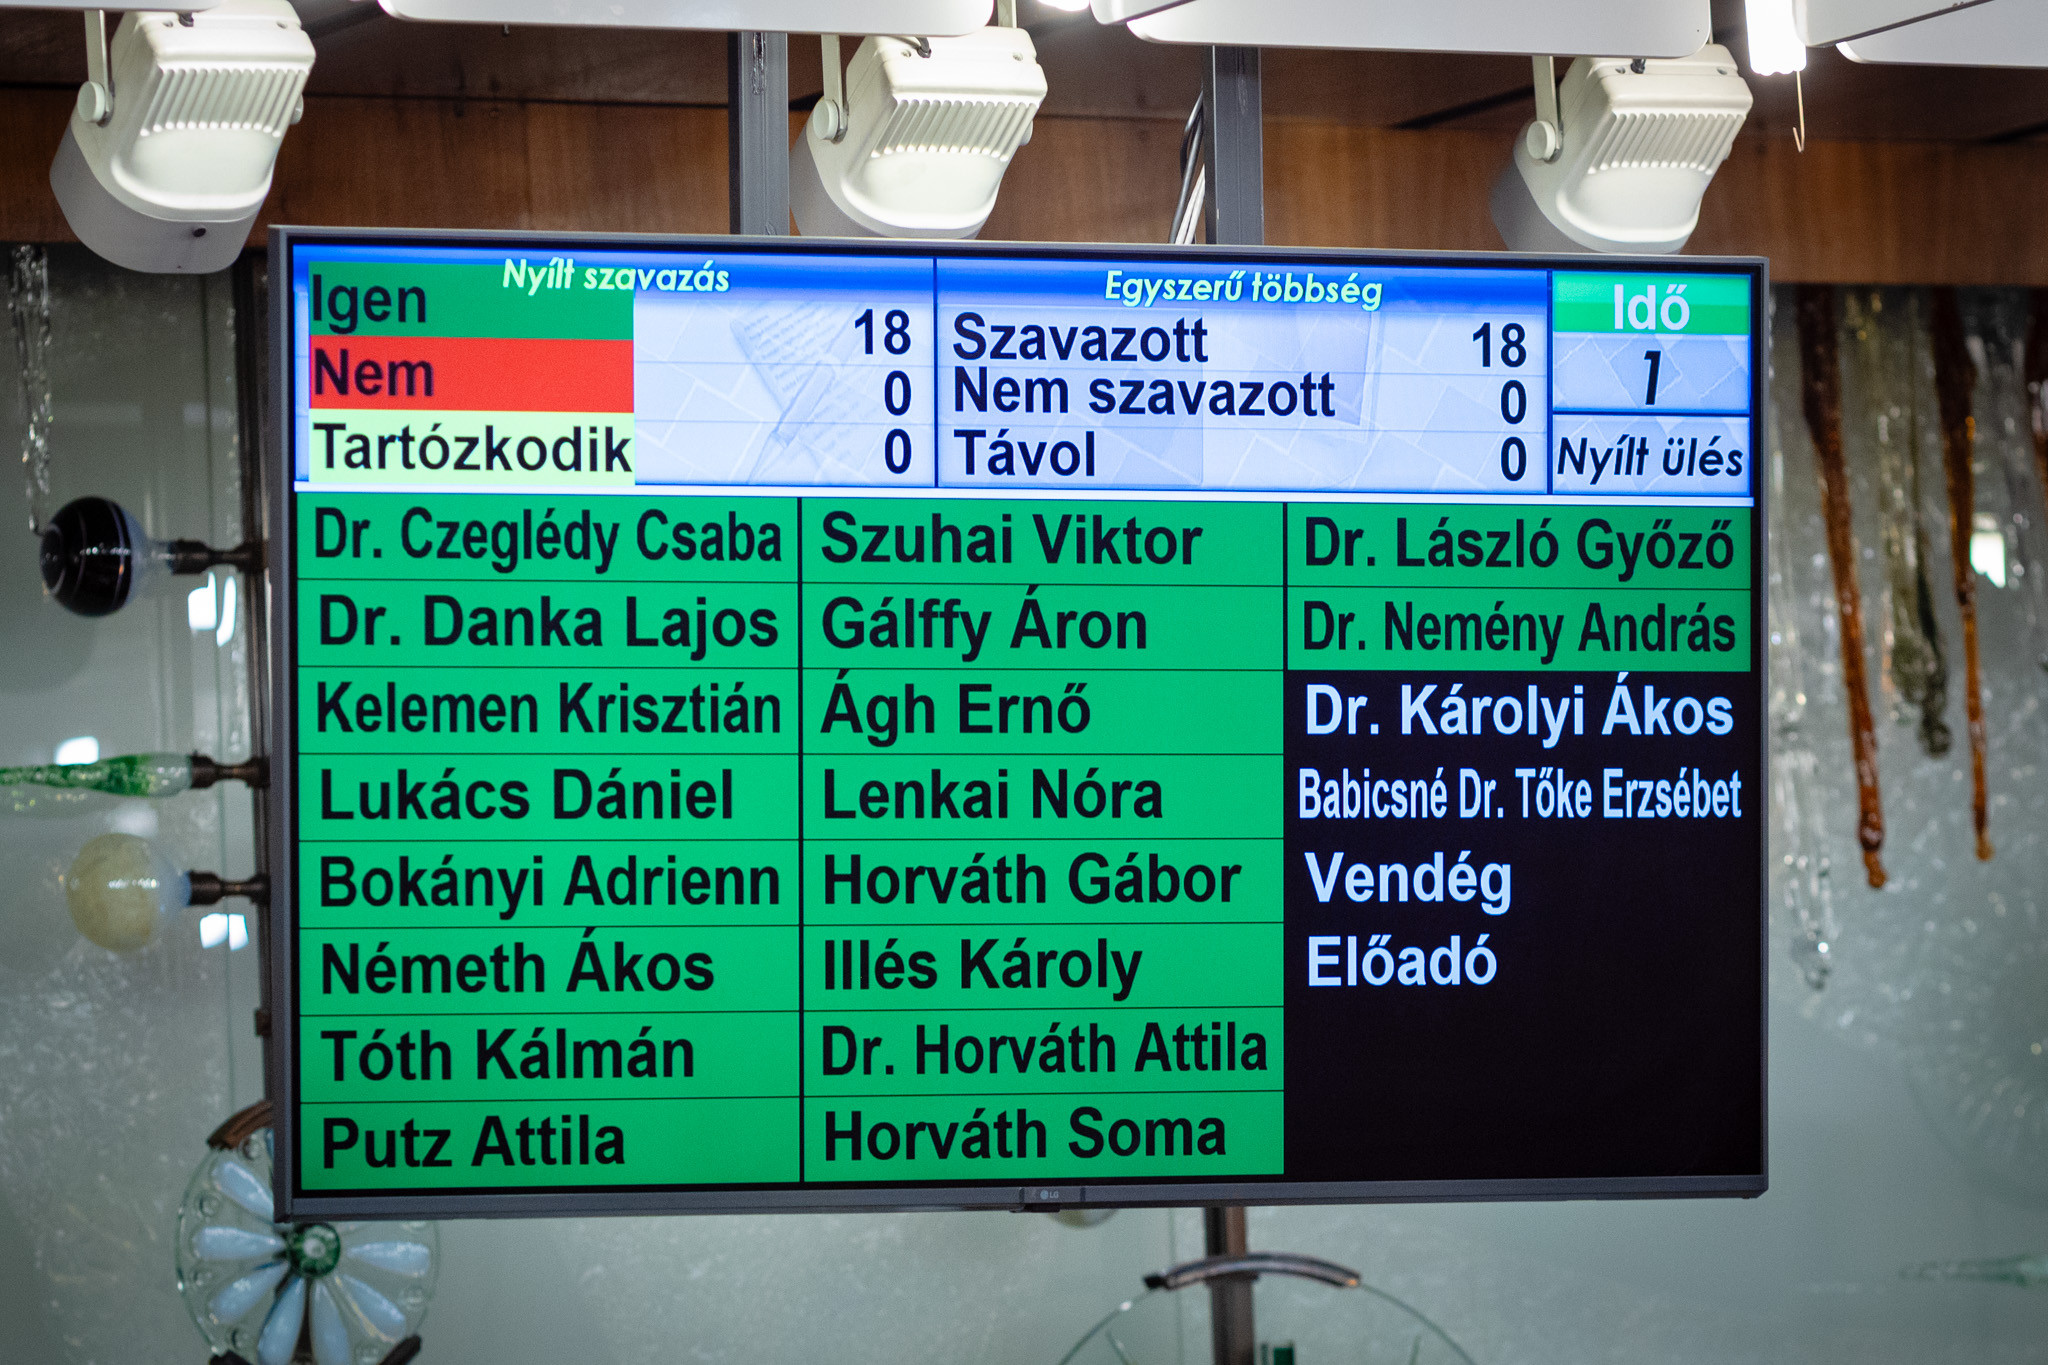 Nyílt szavazás
Igen 18
Nem 0
Tartózkodik 0
Egyszerű többség
Szavazott 18
Nem szavazott 0
Távol 0
Idő
1
Nyílt ülés
Dr. Czeglédy Csaba
Dr. Danka Lajos
Kelemen Krisztián
Lukács Dániel
Bokányi Adrienn
Németh Ákos
Tóth Kálmán
Putz Attila
Szuhai Viktor
Gálffy Áron
Ágh Ernő
Lenkai Nóra
Horváth Gábor
Illés Károly
Dr. Horváth Attila
Horváth Soma
Dr. László Győző
Dr. Nemény András
Dr. Károlyi Ákos
Babicsné Dr. Tőke Erzsébet
Vendég
Előadó
LG